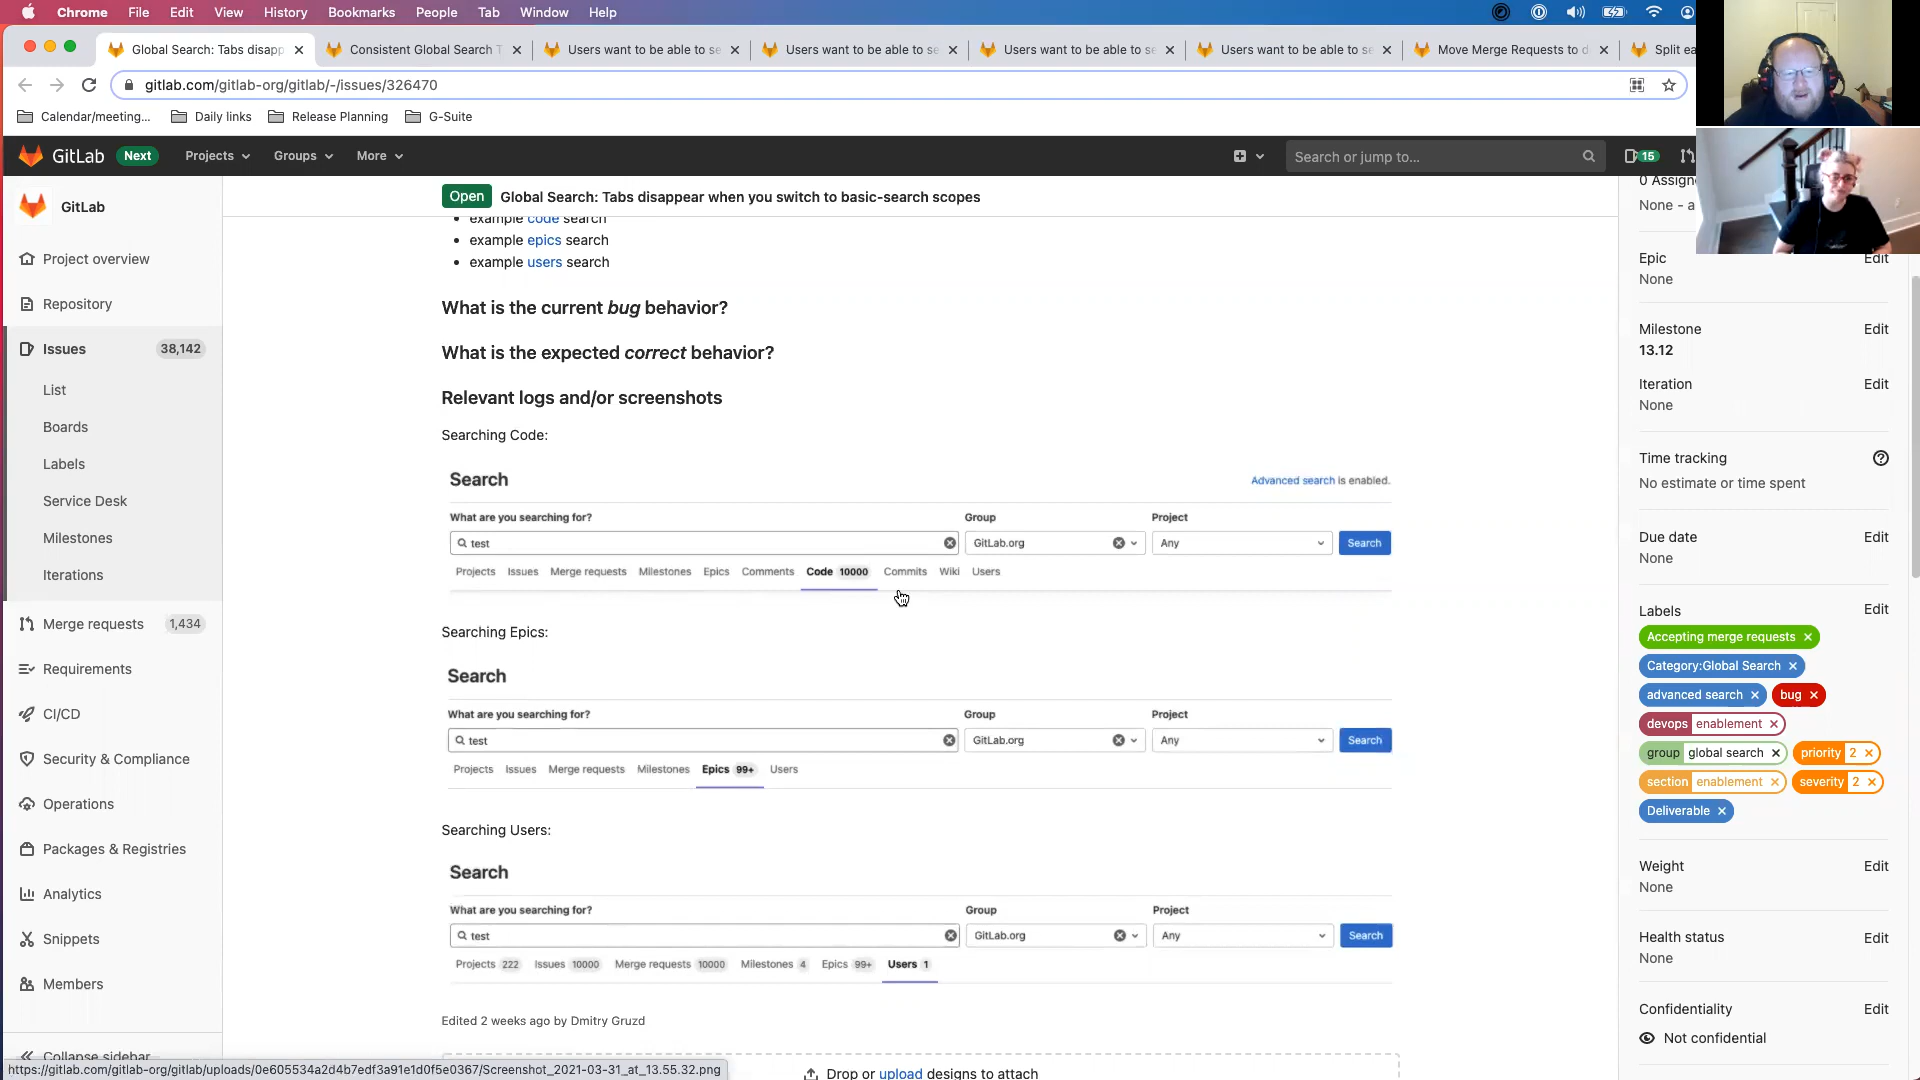 Chrome File Edit View History Bookmarks People Tab Window Help
Global Search: Tabs disapp
Consistent Global Search T
Users want to be able to se
Users want to be able to se
Users want to be able to se
Users want to be able to se
Move Merge Requests to d
Split ea
gitlab.com/gitlab-org/gitlab/-/issues/326470
Calendar/meeting... Daily links Release Planning G-Suite
GitLab Next Projects Groups More Search or jump to... 15
GitLab
Project overview
Repository
Issues 38,142
List
Boards
Labels
Service Desk
Milestones
Iterations
Merge requests 1,434
Requirements
CI/CD
Security & Compliance
Operations
Packages & Registries
Analytics
Snippets
Members
Collapse sidebar
https://gitlab.com/gitlab-org/gitlab/uploads/0e605534a2d4b7edf3a91e1d0f5e0367/Screenshot_2021-03-31_at_13.55.32.png
Open Global Search: Tabs disappear when you switch to basic-search scopes
example code search
example epics search
example users search
What is the current bug behavior?
What is the expected correct behavior?
Relevant logs and/or screenshots
Searching Code:
Search Advanced search is enabled.
What are you searching for? Group Project
test GitLab.org Any Search
Projects Issues Merge requests Milestones Epics Comments Code 10000 Commits Wiki Users
Searching Epics:
Search
What are you searching for? Group Project
test GitLab.org Any Search
Projects Issues Merge requests Milestones Epics 99+ Users
Searching Users:
Search
What are you searching for? Group Project
test GitLab.org Any Search
Projects 222 Issues 10000 Merge requests 10000 Milestones 4 Epics 99+ Users 1
Edited 2 weeks ago by Dmitry Gruzd
Drop or upload designs to attach
0 Assign
None - a
Epic Edit
None
Milestone Edit
13.12
Iteration Edit
None
Time tracking
No estimate or time spent
Due date Edit
None
Labels Edit
Accepting merge requests
Category:Global Search
advanced search bug
devops enablement
group global search priority 2
section enablement severity 2
Deliverable
Weight Edit
None
Health status Edit
None
Confidentiality Edit
Not confidential